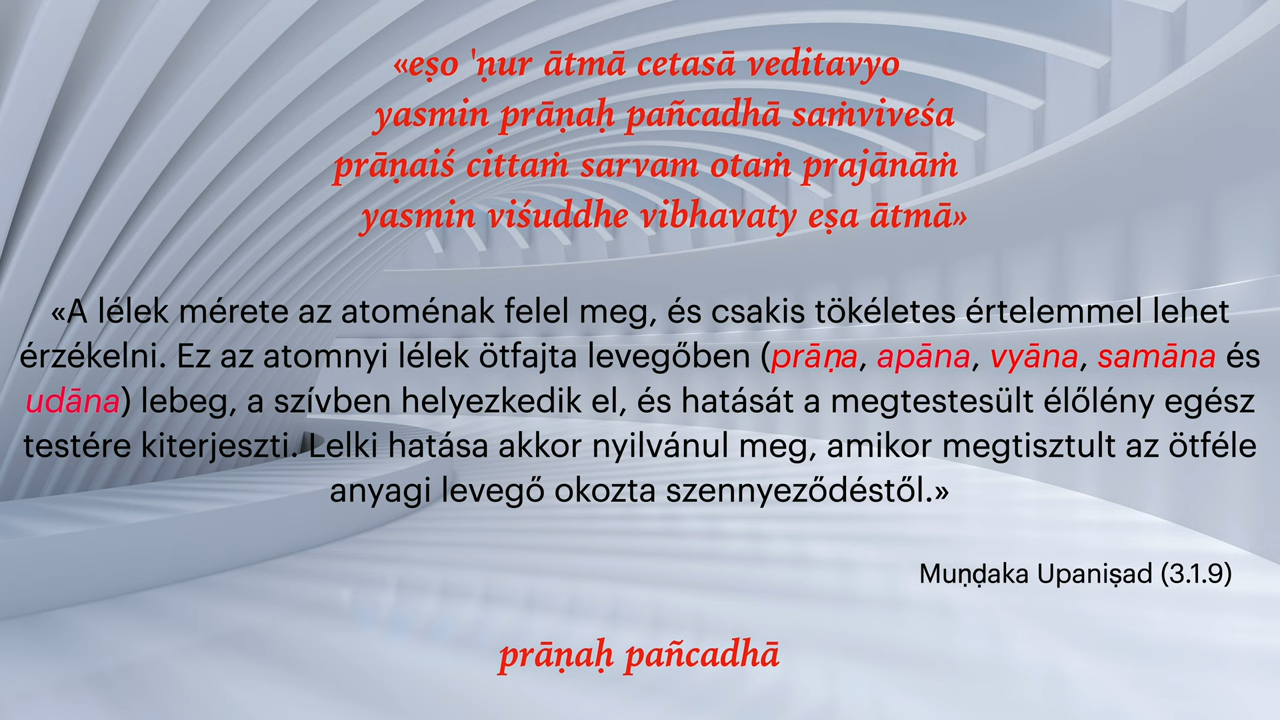 «eṣo 'ṇur ātmā cetasā veditavyo
yasmin prāṇaḥ pañcadhā saṁviveśa
prāṇaiś cittaṁ sarvam otaṁ prajānāṁ
yasmin viśuddhe vibhavaty eṣa ātmā»
«A lélek mérete az atoménak felel meg, és csakis tökéletes értelemmel lehet
érzékelni. Ez az atomnyi lélek ötfajta levegőben (prāṇa, apāna, vyāna, samāna és
udāna) lebeg, a szívben helyezkedik el, és hatását a megtestesült élőlény egész
testére kiterjeszti. Lelki hatása akkor nyilvánul meg, amikor megtisztult az ötféle
anyagi levegő okozta szennyeződéstől.»
Muṇḍaka Upaniṣad (3.1.9)
prāṇaḥ pañcadhā